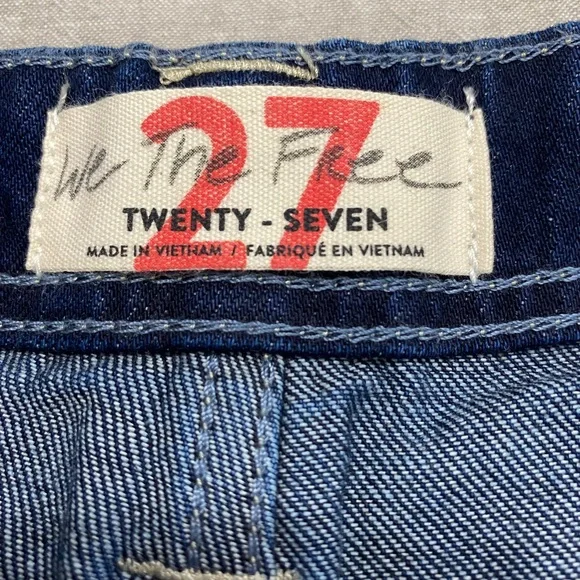 27
We The Free
TWENTY - SEVEN
MADE IN VIETNAM / FABRIQUÉ EN VIETNAM